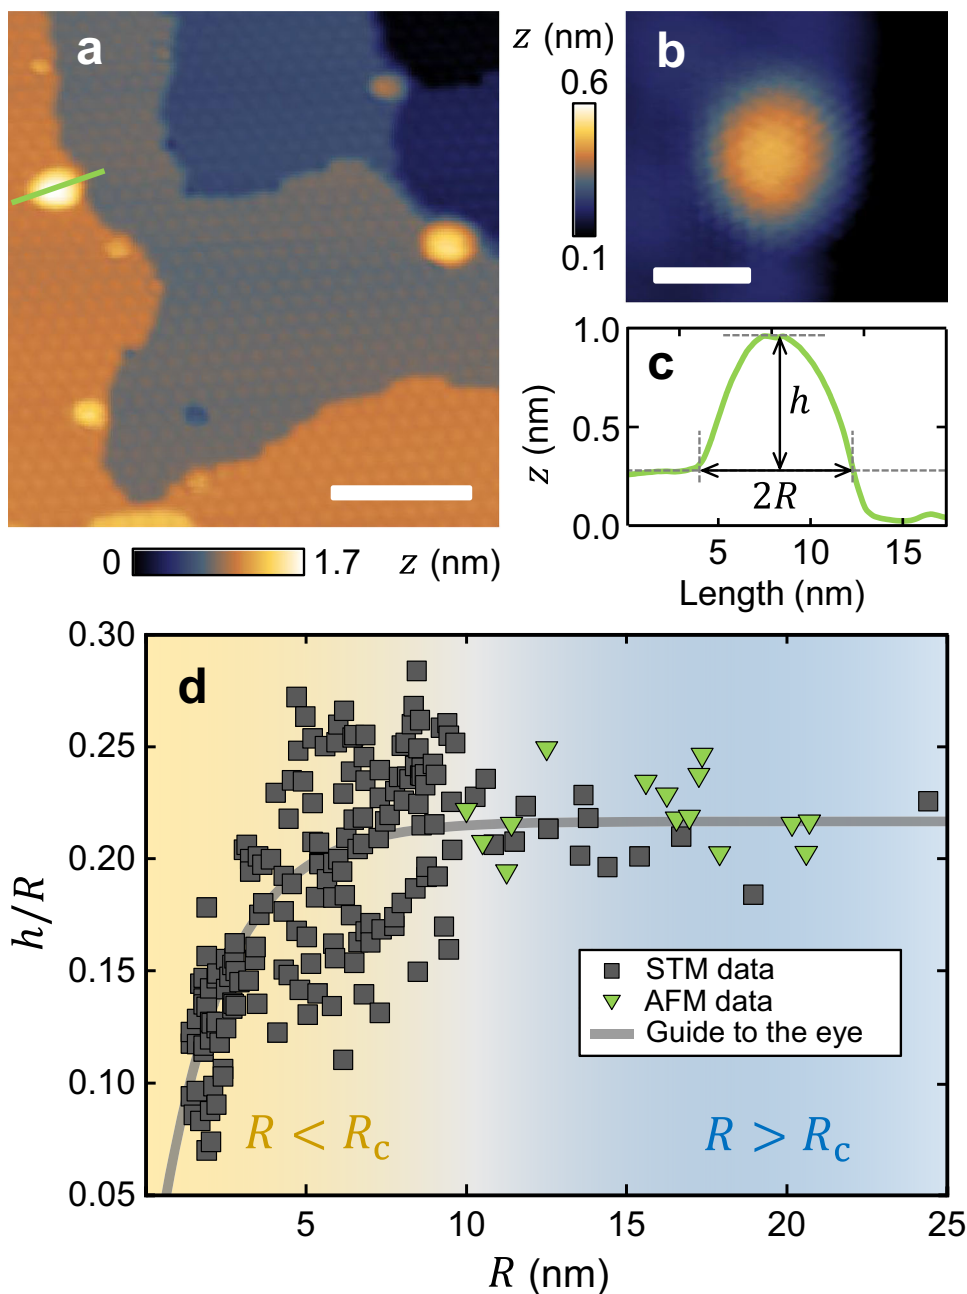 a
z (nm)
0.6
0.1
b
0 1.7 z (nm)
c
1.0
0.5
0.0
z (nm)
h
2R
5 10 15
Length (nm)
d
0.30
0.25
0.20
0.15
0.10
0.05
h/R
STM data
AFM data
Guide to the eye
R < Rc
R > Rc
5 10 15 20 25
R (nm)